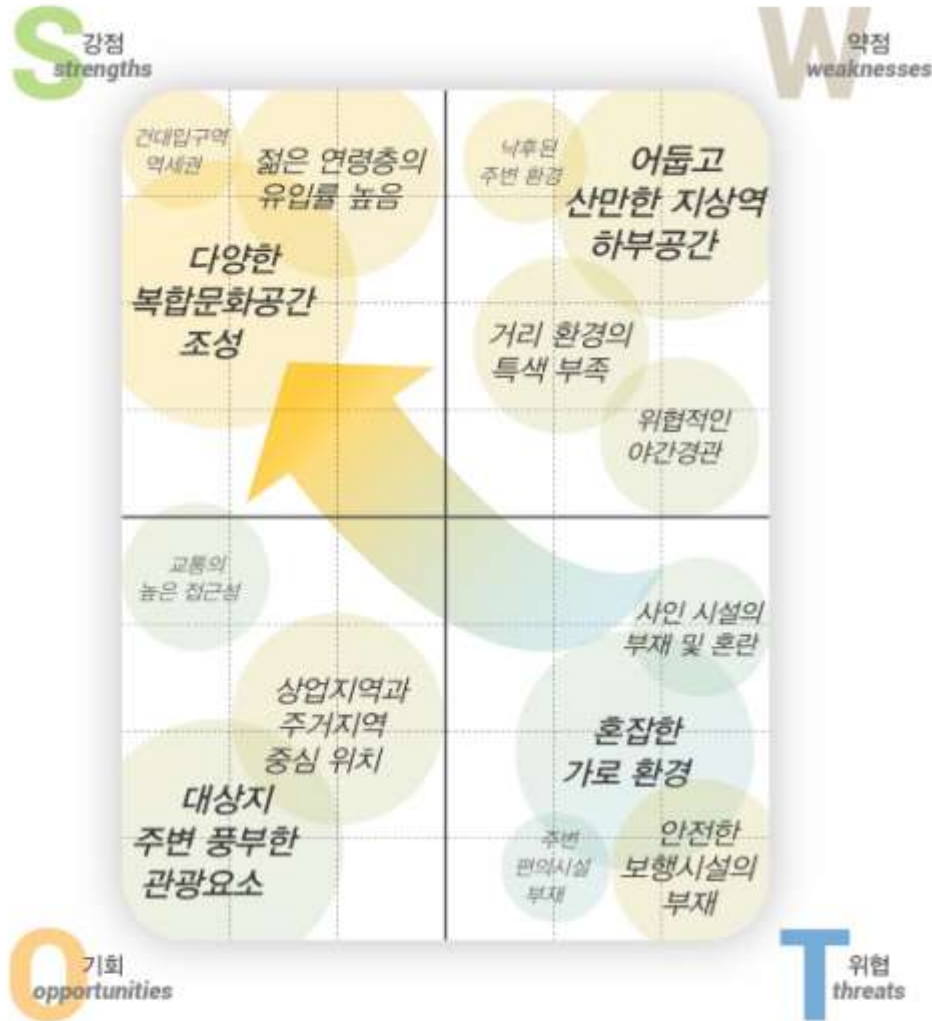 S 강점
strengths
W 약점
weaknesses
건대입구역
역세권
젊은 연령층의
유입률 높음
다양한
복합문화공간
조성
낙후된
주변 환경
어둡고
산만한 지상역
하부공간
거리 환경의
특색 부족
위협적인
야간경관
교통의
높은 접근성
상업지역과
주거지역
중심 위치
대상지
주변 풍부한
관광요소
사인 시설의
부재 및 혼란
혼잡한
가로 환경
주변
편의시설
부재
안전한
보행시설의
부재
O 기회
opportunities
T 위협
threats